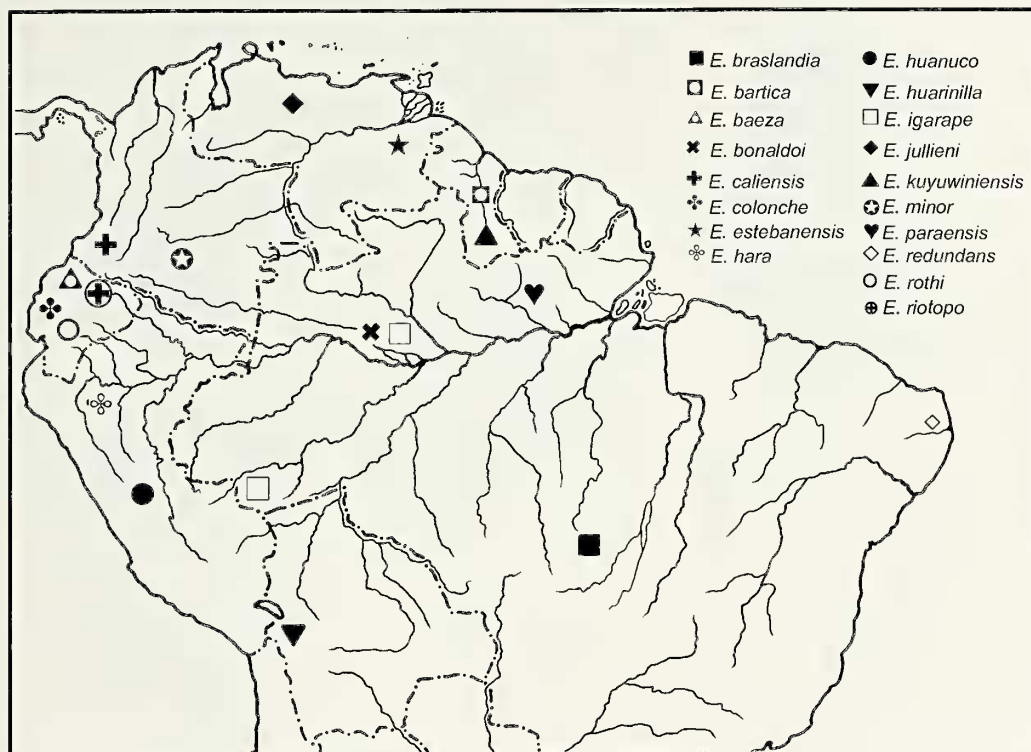 E. braslandia
E. bartica
E. baeza
E. bonaldoi
E. caliensis
E. colonche
E. estebanensis
E. hara
E. huanuco
E. huarinilla
E. igarape
E. jullieni
E. kuyuwiniensis
E. minor
E. paraensis
E. redundans
E. rothi
E. riotopo